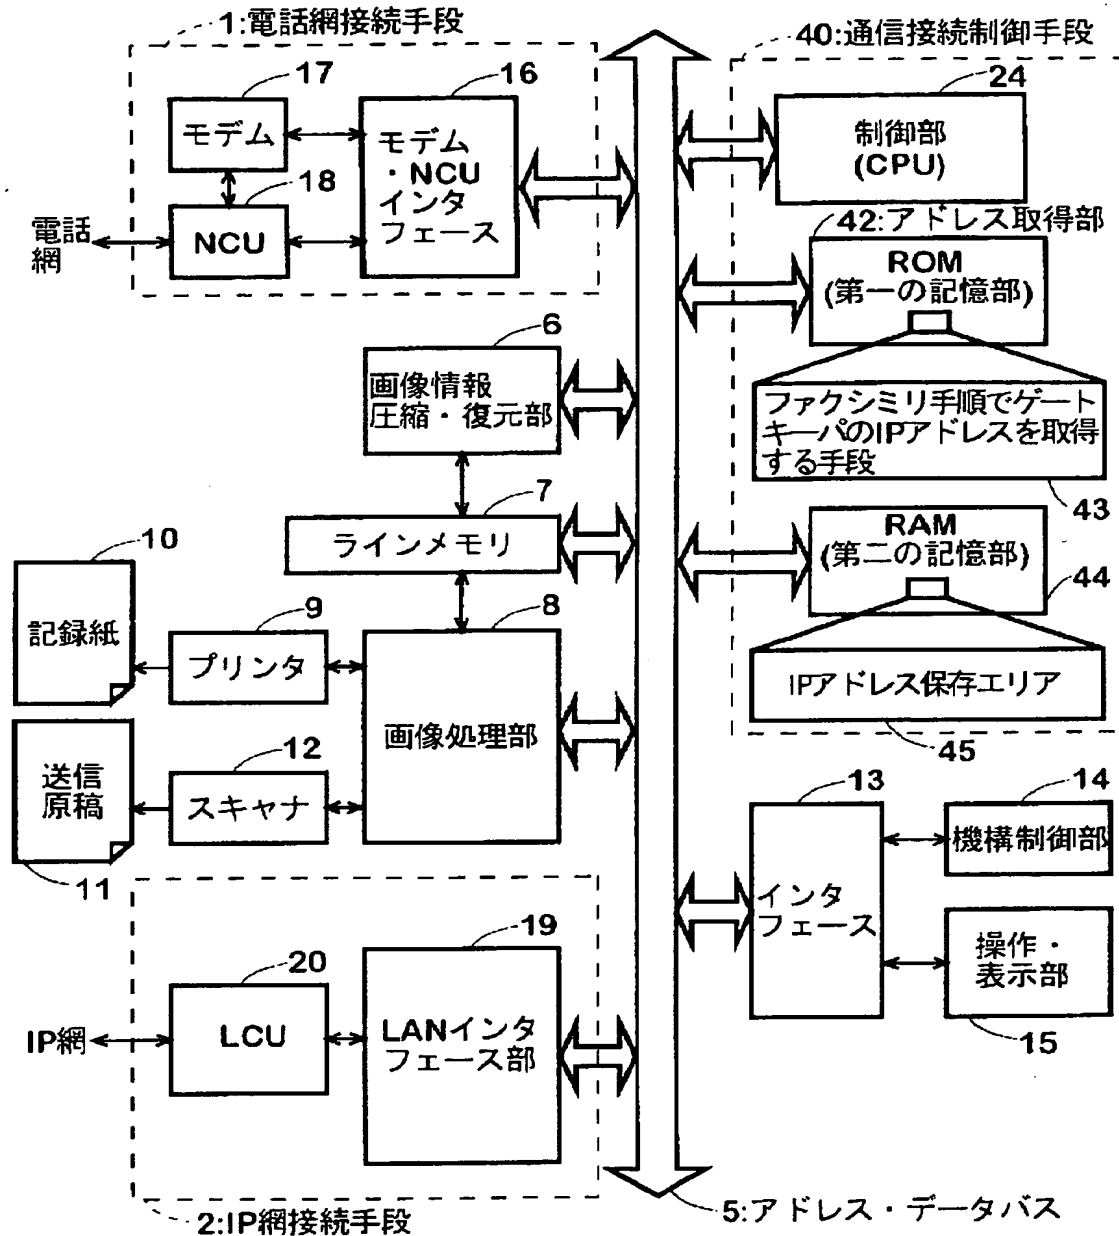 1:電話網接続手段
40:通信接続制御手段
17
16
24
モデム
モデム
・NCU
インタ
フェース
制御部
(CPU)
18
電話
網
NCU
42:アドレス取得部
ROM
(第一の記憶部)
6
画像情報
圧縮・復元部
ファクシミリ手順でゲート
キーパのIPアドレスを取得
する手段
43
7
ラインメモリ
RAM
(第二の記憶部)
44
10
記録紙
9
プリンタ
8
画像処理部
IPアドレス保存エリア
45
送信
原稿
11
12
スキャナ
13
インタ
フェース
14
機構制御部
操作・
表示部
15
19
20
IP網
LCU
LANインタ
フェース部
2:IP網接続手段
5:アドレス・データバス